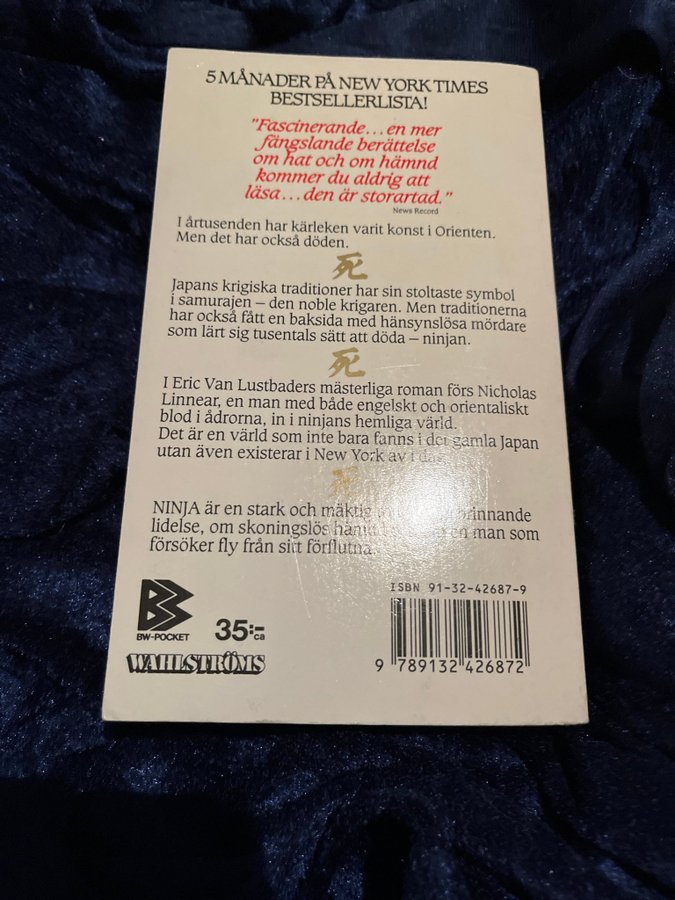 5 MÅNADER PÅ NEW YORK TIMES
BESTSELLERLISTA!
"Fascinerande...en mer
fängslande berättelse
om hat och om hämnd
kommer du aldrig att
läsa...den är storartad."
News Record
I årtusenden har kärleken varit konst i Orienten.
Men det har också döden.
死
Japans krigiska traditioner har sin stoltaste symbol
i samurajen – den noble krigaren. Men traditionerna
har också fått en baksida med hänsynslösa mördare
som lärt sig tusentals sätt att döda – ninjan.
死
I Eric Van Lustbaders mästerliga roman förs Nicholas
Linnear, en man med både engelskt och orientaliskt
blod i ådrorna, in i ninjans hemliga värld.
Det är en värld som inte bara fanns i det gamla Japan
utan även existerar i New York av i dag.
死
NINJA är en stark och mäktig brinnande
lidelse, om skoningslös en man som
försöker fly från sitt förflutna.
ISBN 91-32-42687-9
BW-POCKET
35:-ca
WAHLSTRÖMS
9 789132 426872